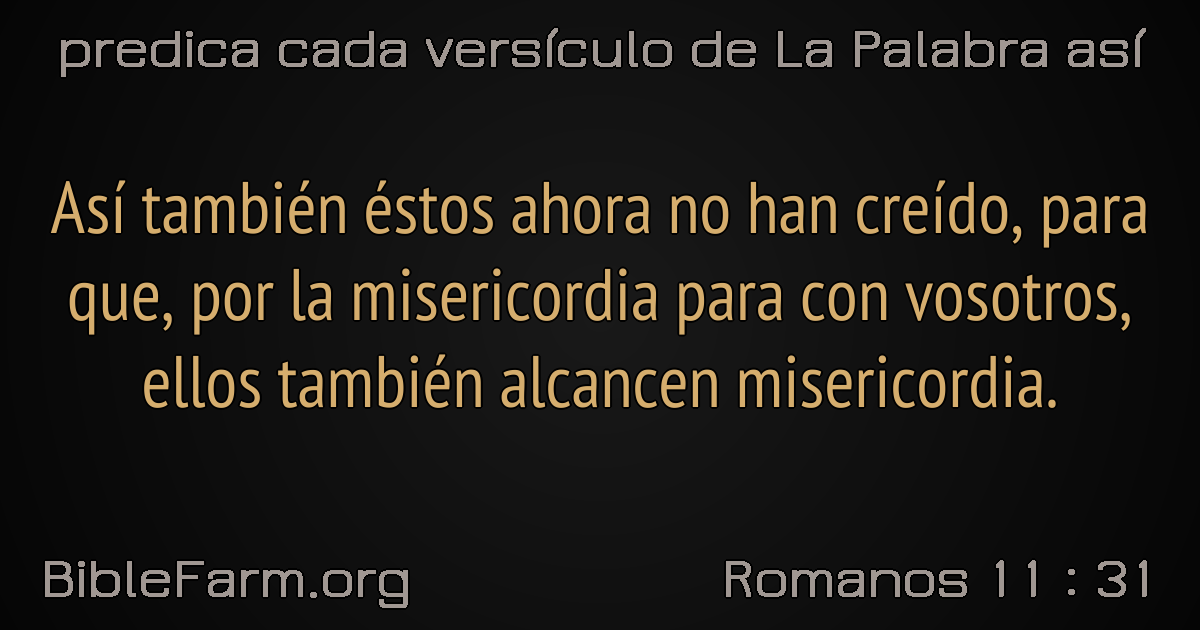 predica cada versículo de La Palabra así
Así también éstos ahora no han creído, para
que, por la misericordia para con vosotros,
ellos también alcancen misericordia.
BibleFarm.org
Romanos 11 : 31